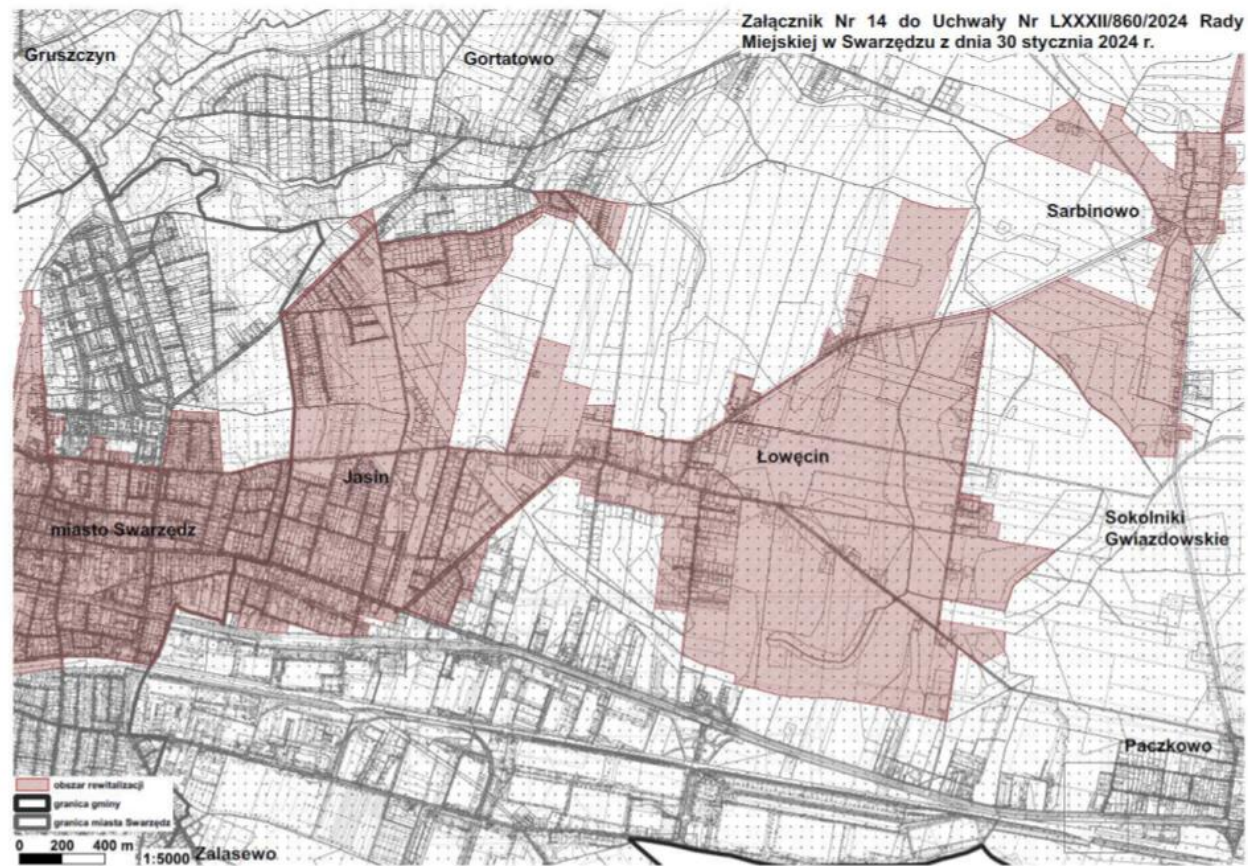 Załącznik Nr 14 do Uchwały Nr LXXXII/860/2024 Rady
Miejskiej w Swarzędzu z dnia 30 stycznia 2024 r.
Gruszczyn
Gortatowo
Sarbinowo
Łowęcin
Jasin
miasto Swarzędz
Sokolniki
Gwiazdowskie
Paczkowo
obszar rewitalizacji
granica gminy
granica miasta Swarzędz
0 200 400 m 1:5000
Zalasewo